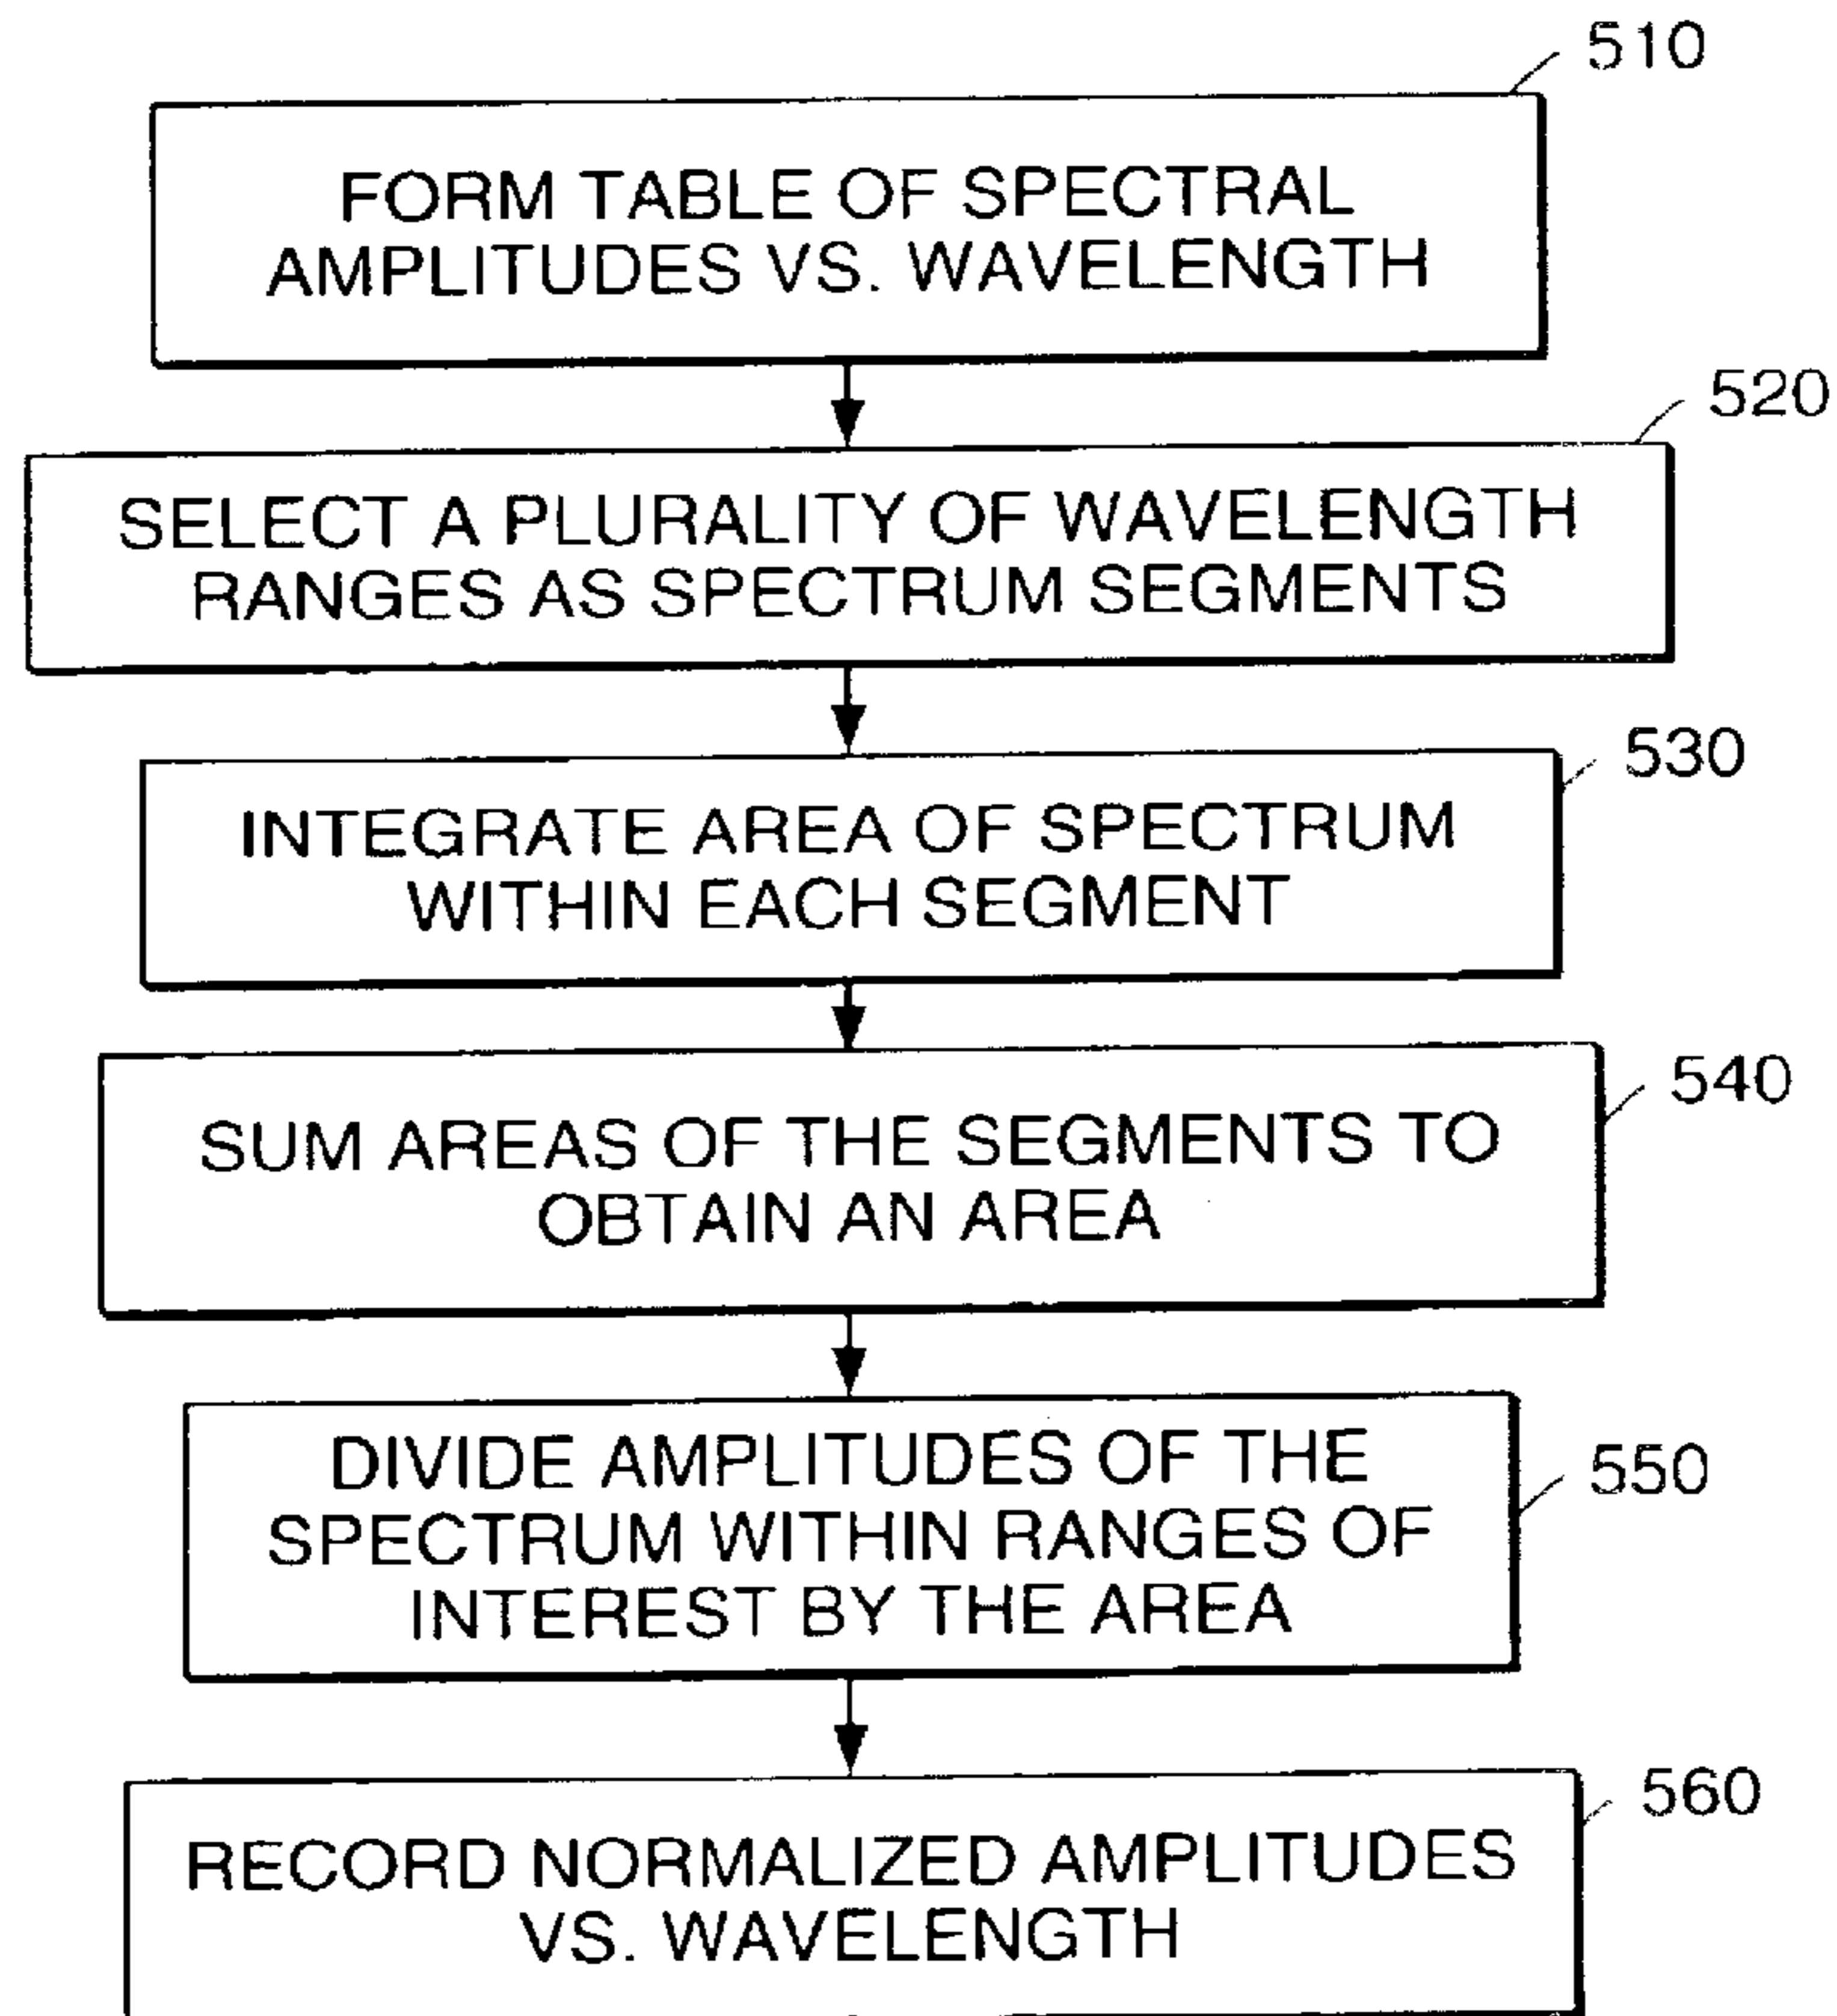 510
FORM TABLE OF SPECTRAL
AMPLITUDES VS. WAVELENGTH
520
SELECT A PLURALITY OF WAVELENGTH
RANGES AS SPECTRUM SEGMENTS
530
INTEGRATE AREA OF SPECTRUM
WITHIN EACH SEGMENT
540
SUM AREAS OF THE SEGMENTS TO
OBTAIN AN AREA
550
DIVIDE AMPLITUDES OF THE
SPECTRUM WITHIN RANGES OF
INTEREST BY THE AREA
560
RECORD NORMALIZED AMPLITUDES
VS. WAVELENGTH